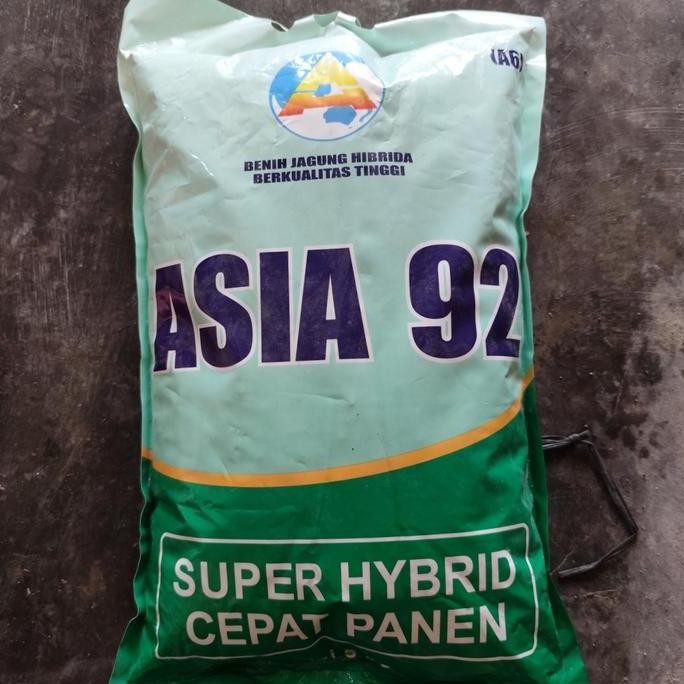 (A6)
BENIH JAGUNG HIBRIDA
BERKUALITAS TINGGI
ASIA 92
SUPER HYBRID
CEPAT PANEN